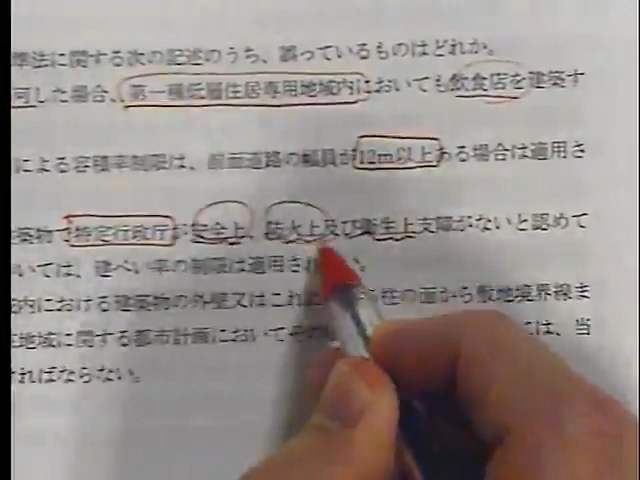 準法に関する次の記述のうち、誤っているものはどれか。
可した場合、第一種低層住居専用地域内においても飲食店を建築す
による容積率制限は、前面道路の幅員が12m以上ある場合は適用さ
築物で特定行政庁が安全上、防火上及び衛生上支障がないと認めて
いては、建ぺい率の制限は適用され
内における建築物の外壁又はこれ 柱の面から敷地境界線ま
地域に関する都市計画においてその は、当
ければならない。